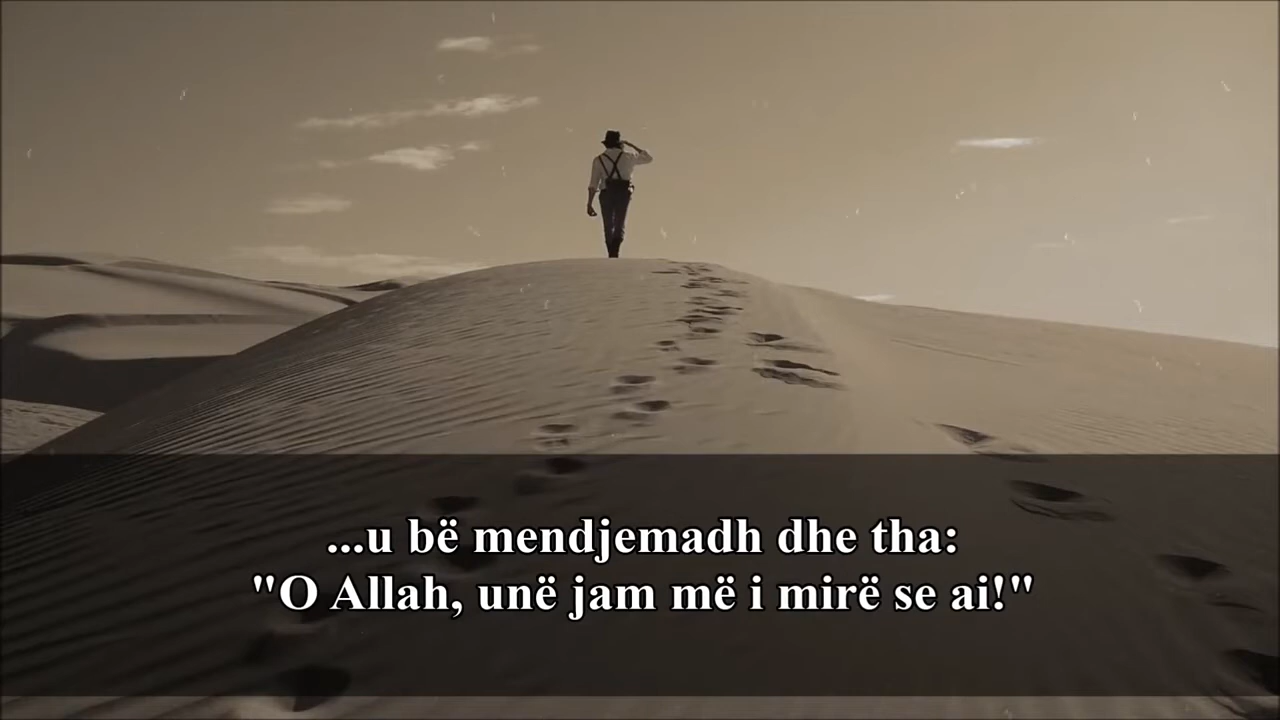 ...u bë mendjemadh dhe tha:
"O Allah, unë jam më i mirë se ai!"